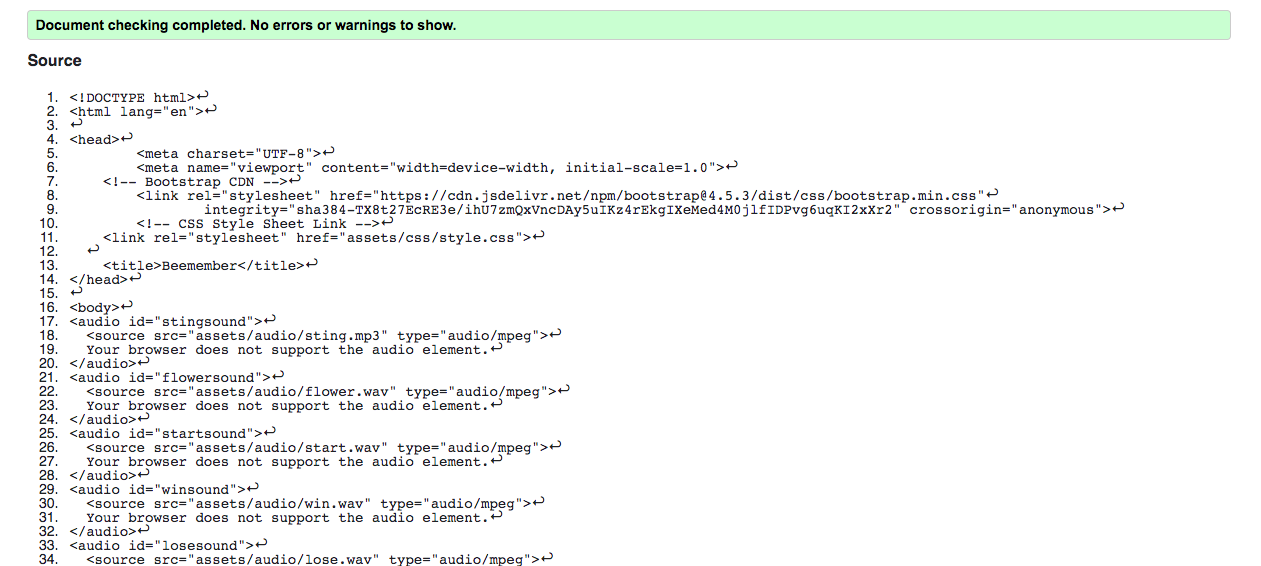 Document checking completed. No errors or warnings to show.
Source
1. <!DOCTYPE html>↩
2. <html lang="en">↩
3. ↩
4. <head>↩
5. <meta charset="UTF-8">↩
6. <meta name="viewport" content="width=device-width, initial-scale=1.0">↩
7. <!-- Bootstrap CDN -->↩
8. <link rel="stylesheet" href="https://cdn.jsdelivr.net/npm/bootstrap@4.5.3/dist/css/bootstrap.min.css"↩
9. integrity="sha384-TX8t27EcRE3e/ihU7zmQxVncDAy5uIKz4rEkgIXeMed4M0jlfIDPvg6uqKI2xXr2" crossorigin="anonymous">↩
10. <!-- CSS Style Sheet Link -->↩
11. <link rel="stylesheet" href="assets/css/style.css">↩
12. ↩
13. <title>Beemember</title>↩
14. </head>↩
15. ↩
16. <body>↩
17. <audio id="stingsound">↩
18. <source src="assets/audio/sting.mp3" type="audio/mpeg">↩
19. Your browser does not support the audio element.↩
20. </audio>↩
21. <audio id="flowersound">↩
22. <source src="assets/audio/flower.wav" type="audio/mpeg">↩
23. Your browser does not support the audio element.↩
24. </audio>↩
25. <audio id="startsound">↩
26. <source src="assets/audio/start.wav" type="audio/mpeg">↩
27. Your browser does not support the audio element.↩
28. </audio>↩
29. <audio id="winsound">↩
30. <source src="assets/audio/win.wav" type="audio/mpeg">↩
31. Your browser does not support the audio element.↩
32. </audio>↩
33. <audio id="losesound">↩
34. <source src="assets/audio/lose.wav" type="audio/mpeg">↩